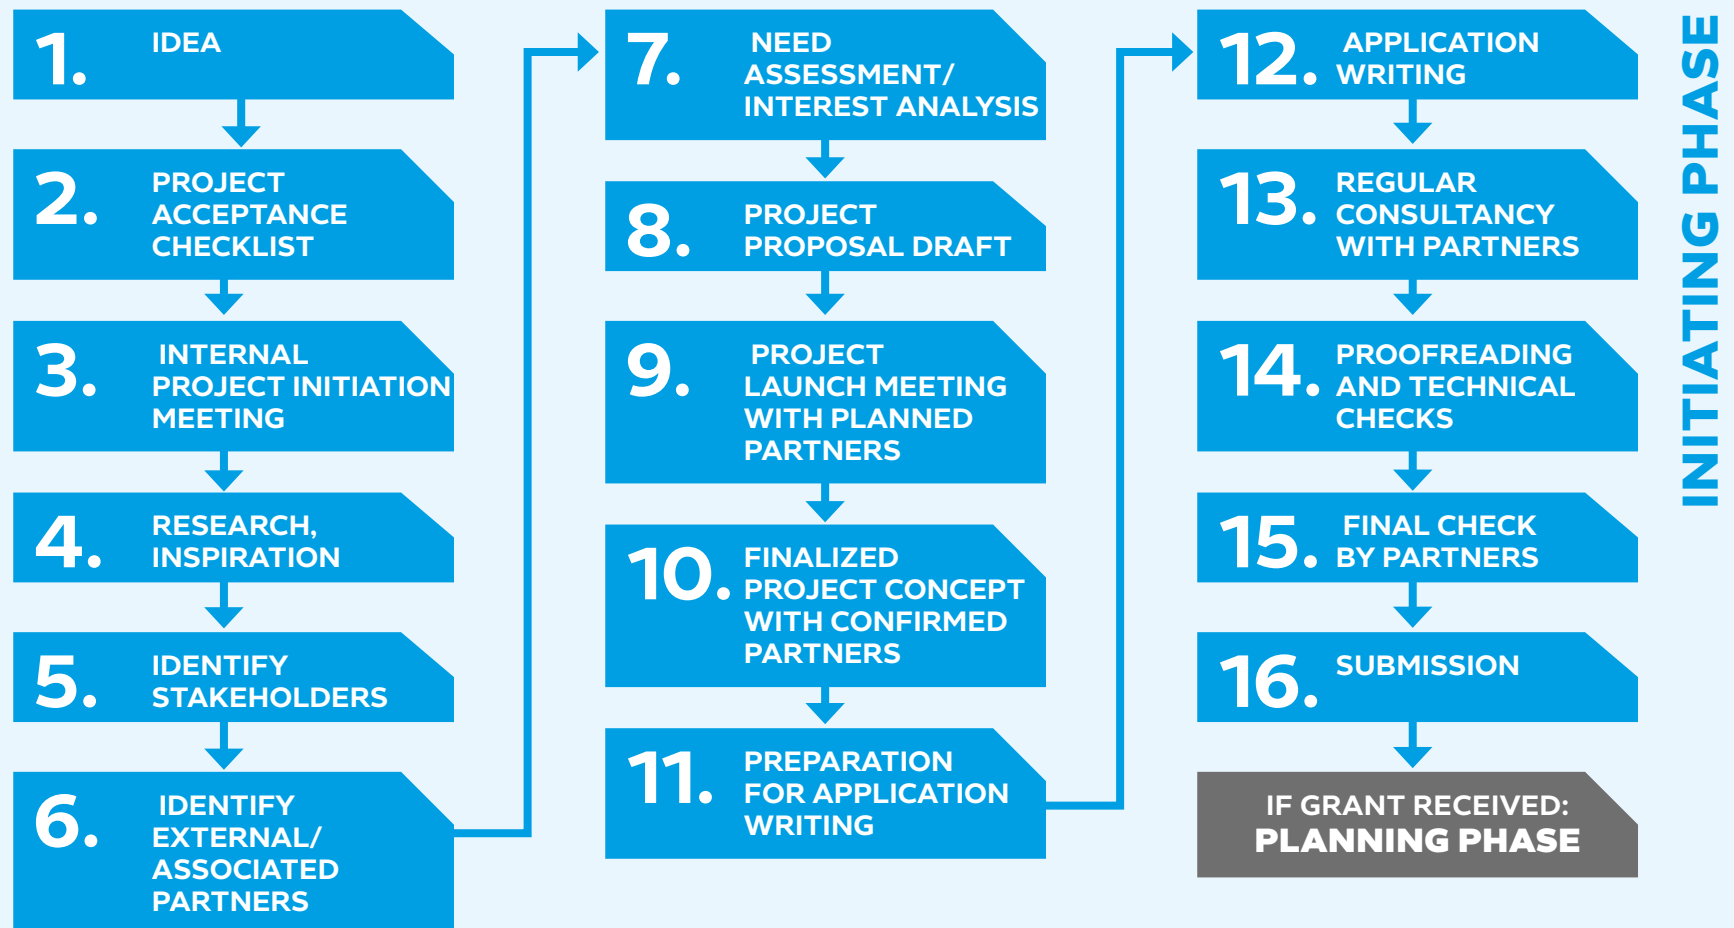 1. IDEA
2. PROJECT
ACCEPTANCE
CHECKLIST
3. INTERNAL
PROJECT INITIATION
MEETING
4. RESEARCH,
INSPIRATION
5. IDENTIFY
STAKEHOLDERS
6. IDENTIFY
EXTERNAL/
ASSOCIATED
PARTNERS
7. NEED
ASSESSMENT/
INTEREST ANALYSIS
8. PROJECT
PROPOSAL DRAFT
9. PROJECT
LAUNCH MEETING
WITH PLANNED
PARTNERS
10. FINALIZED
PROJECT CONCEPT
WITH CONFIRMED
PARTNERS
11. PREPARATION
FOR APPLICATION
WRITING
12. APPLICATION
WRITING
13. REGULAR
CONSULTANCY
WITH PARTNERS
14. PROOFREADING
AND TECHNICAL
CHECKS
15. FINAL CHECK
BY PARTNERS
16. SUBMISSION
IF GRANT RECEIVED:
PLANNING PHASE
INITIATING PHASE